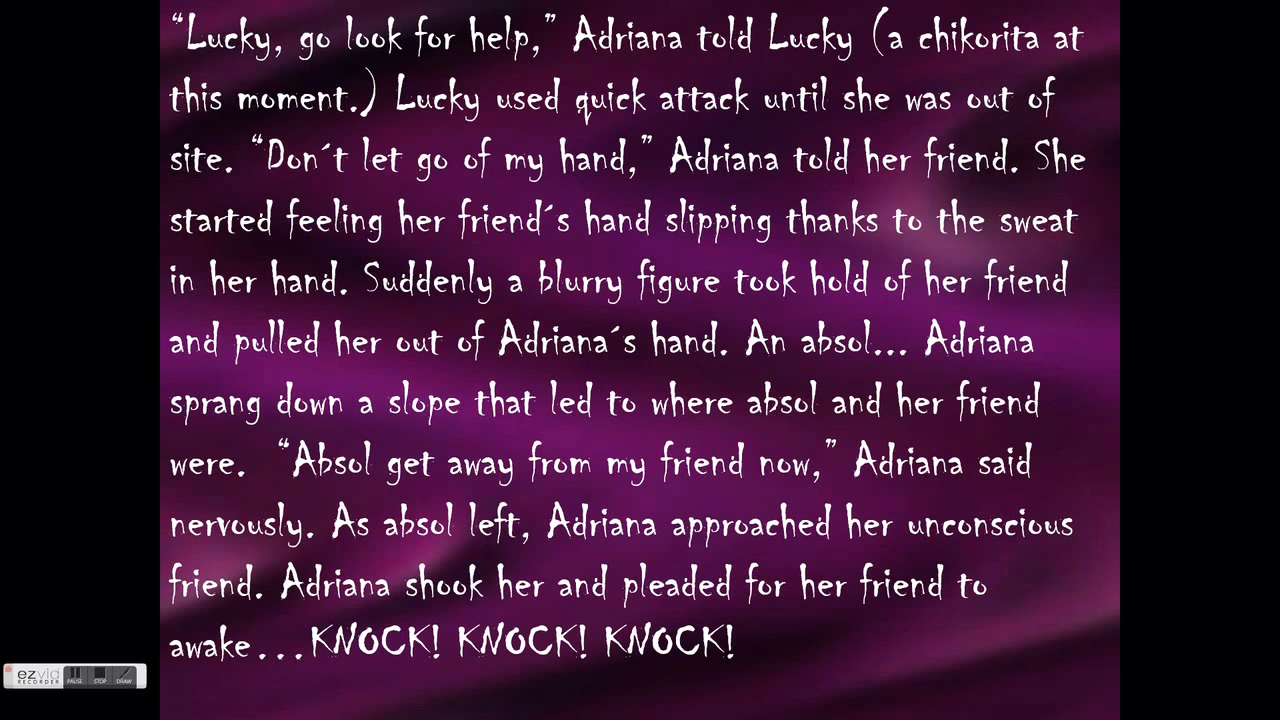 “Lucky, go look for help,” Adriana told Lucky (a chikorita at
this moment.) Lucky used quick attack until she was out of
site. “Don´t let go of my hand,” Adriana told her friend. She
started feeling her friend´s hand slipping thanks to the sweat
in her hand. Suddenly a blurry figure took hold of her friend
and pulled her out of Adriana´s hand. An absol... Adriana
sprang down a slope that led to where absol and her friend
were.  “Absol get away from my friend now,” Adriana said
nervously. As absol left, Adriana approached her unconscious
friend. Adriana shook her and pleaded for her friend to
awake...KNOCK! KNOCK! KNOCK!
ezvid
RECORDER
PAUSE STOP DRAW